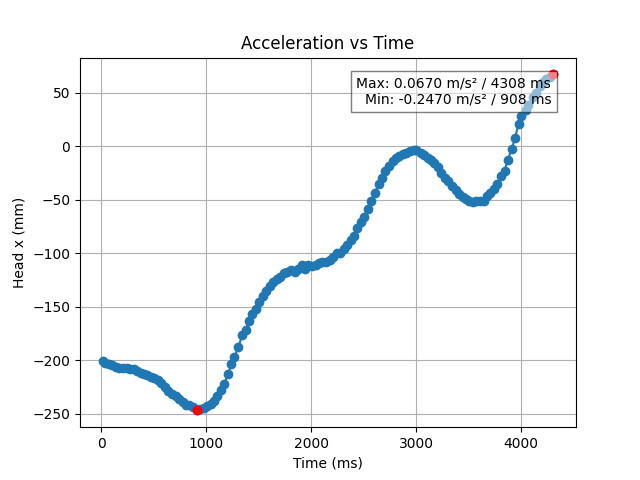 Acceleration vs Time
Max: 0.0670 m/s² / 4308 ms
Min: -0.2470 m/s² / 908 ms
50
0
−50
−100
−150
−200
−250
Head x (mm)
0 1000 2000 3000 4000
Time (ms)